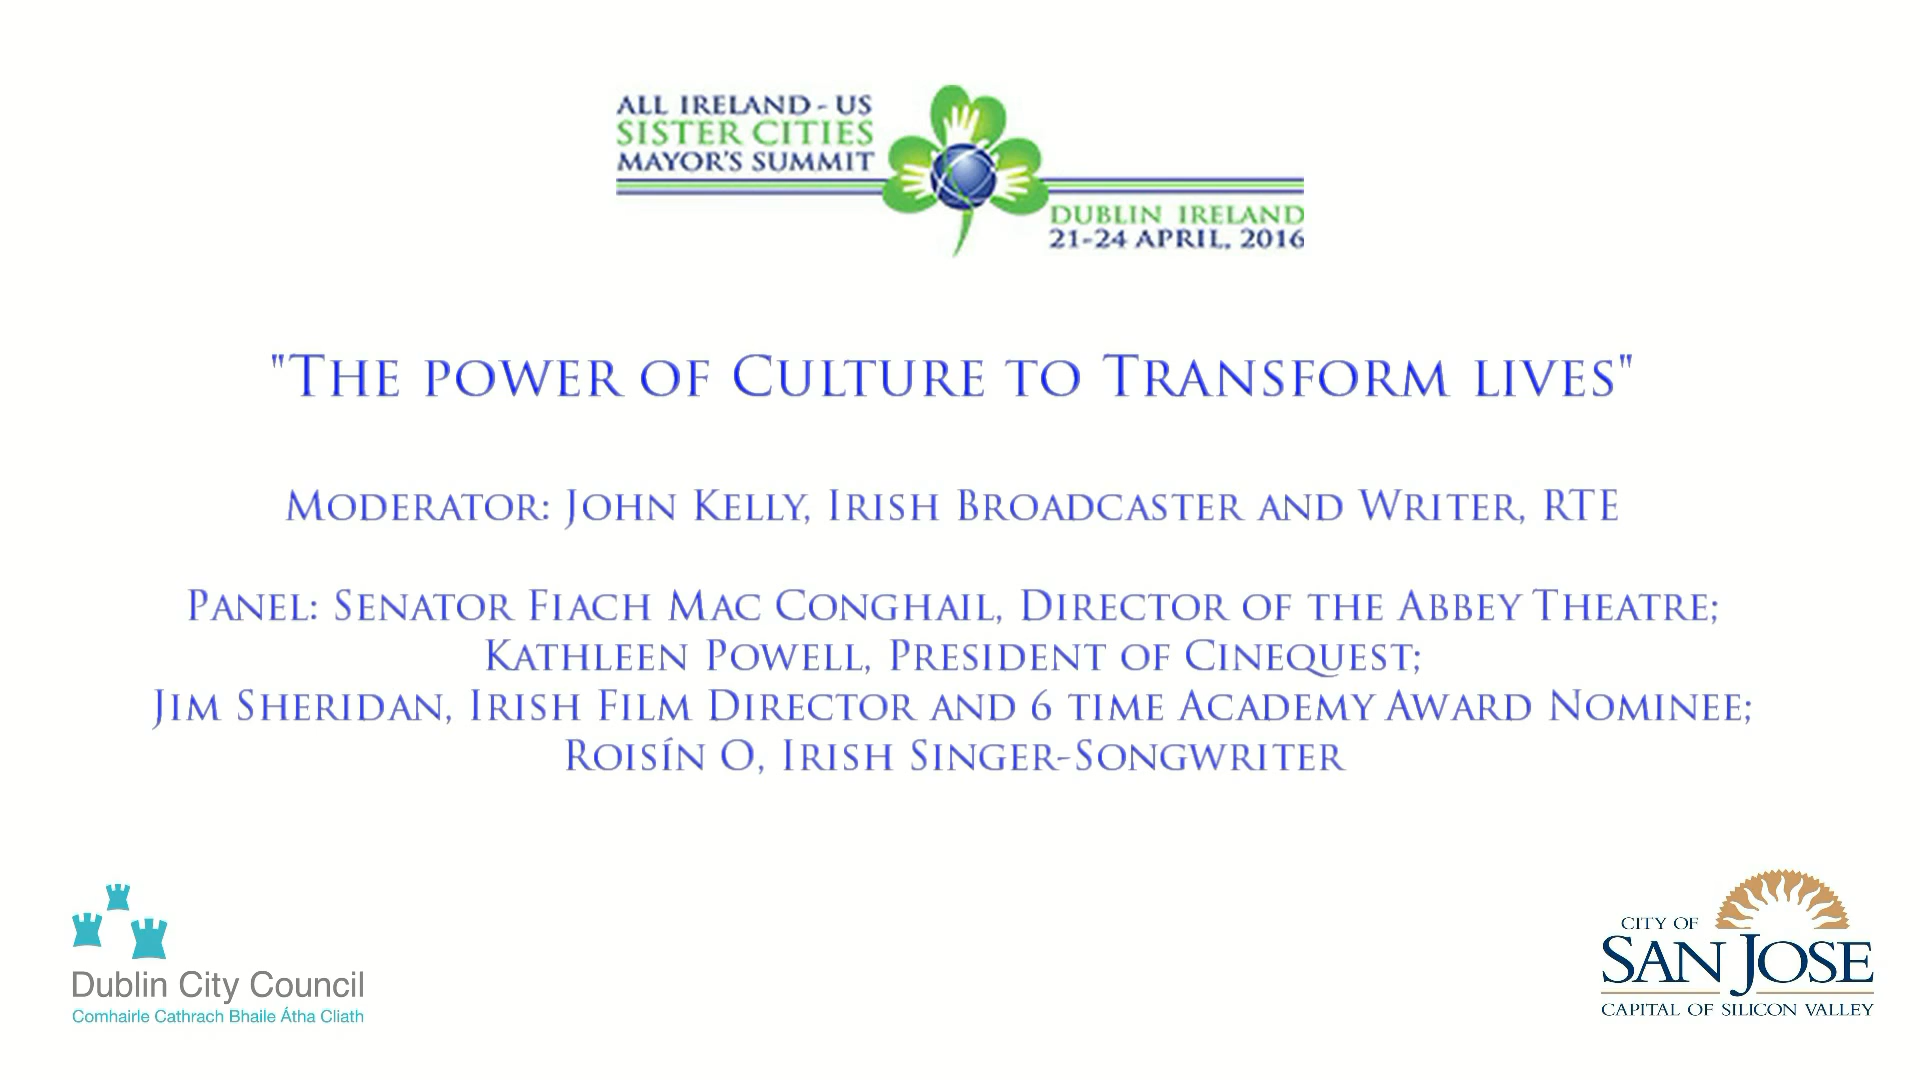 ALL IRELAND - US
SISTER CITIES
MAYOR'S SUMMIT
DUBLIN IRELAND
21-24 APRIL, 2016
"The power of Culture to Transform lives"
Moderator: John Kelly, Irish Broadcaster and Writer, RTE
Panel: Senator Fiach Mac Conghail, Director of the Abbey Theatre;
Kathleen Powell, President of Cinequest;
Jim Sheridan, Irish Film Director and 6 time Academy Award Nominee;
Roisín O, Irish Singer-Songwriter
Dublin City Council
Comhairle Cathrach Bhaile Átha Cliath
CITY OF
SAN JOSE
CAPITAL OF SILICON VALLEY